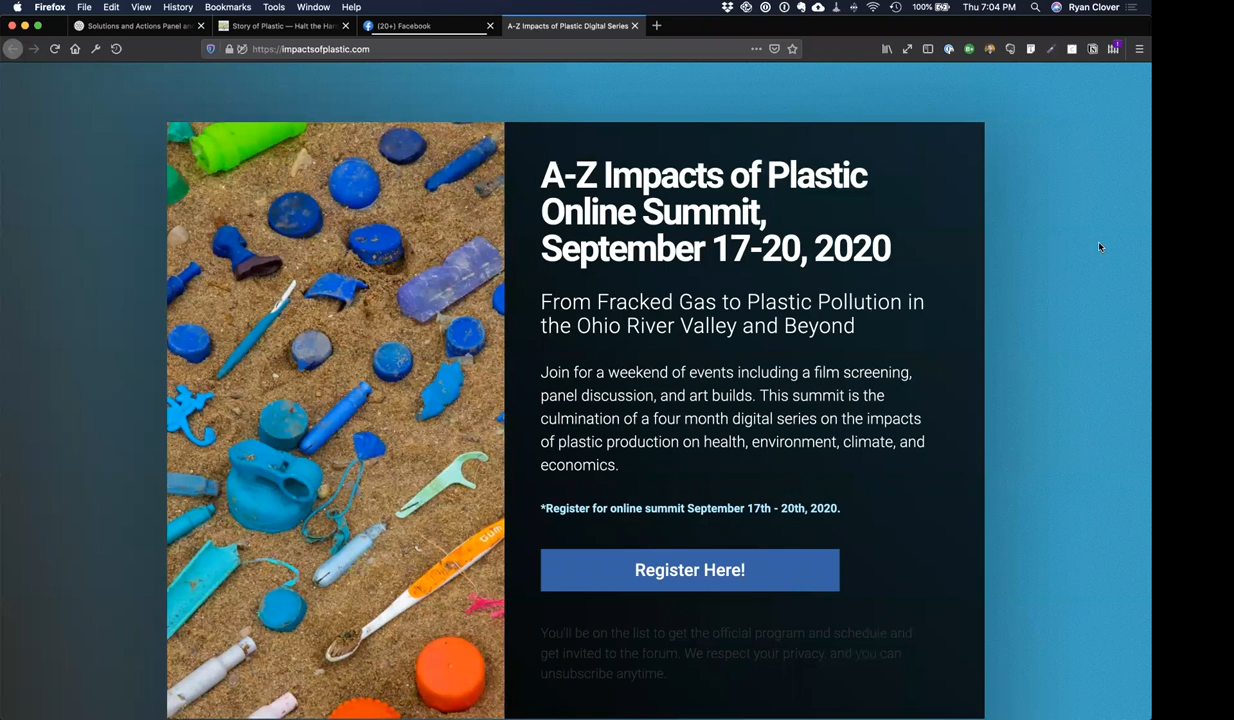 Firefox File Edit View History Bookmarks Tools Window Help 100% Thu 7:04 PM Ryan Clover
Solutions and Actions Panel an
Story of Plastic — Halt the Har
(20+) Facebook
A-Z Impacts of Plastic Digital Series
https://impactsofplastic.com
A-Z Impacts of Plastic
Online Summit,
September 17-20, 2020
From Fracked Gas to Plastic Pollution in
the Ohio River Valley and Beyond
Join for a weekend of events including a film screening,
panel discussion, and art builds. This summit is the
culmination of a four month digital series on the impacts
of plastic production on health, environment, climate, and
economics.
*Register for online summit September 17th - 20th, 2020.
Register Here!
You'll be on the list to get the official program and schedule and
get invited to the forum. We respect your privacy, and you can
unsubscribe anytime.
GUM